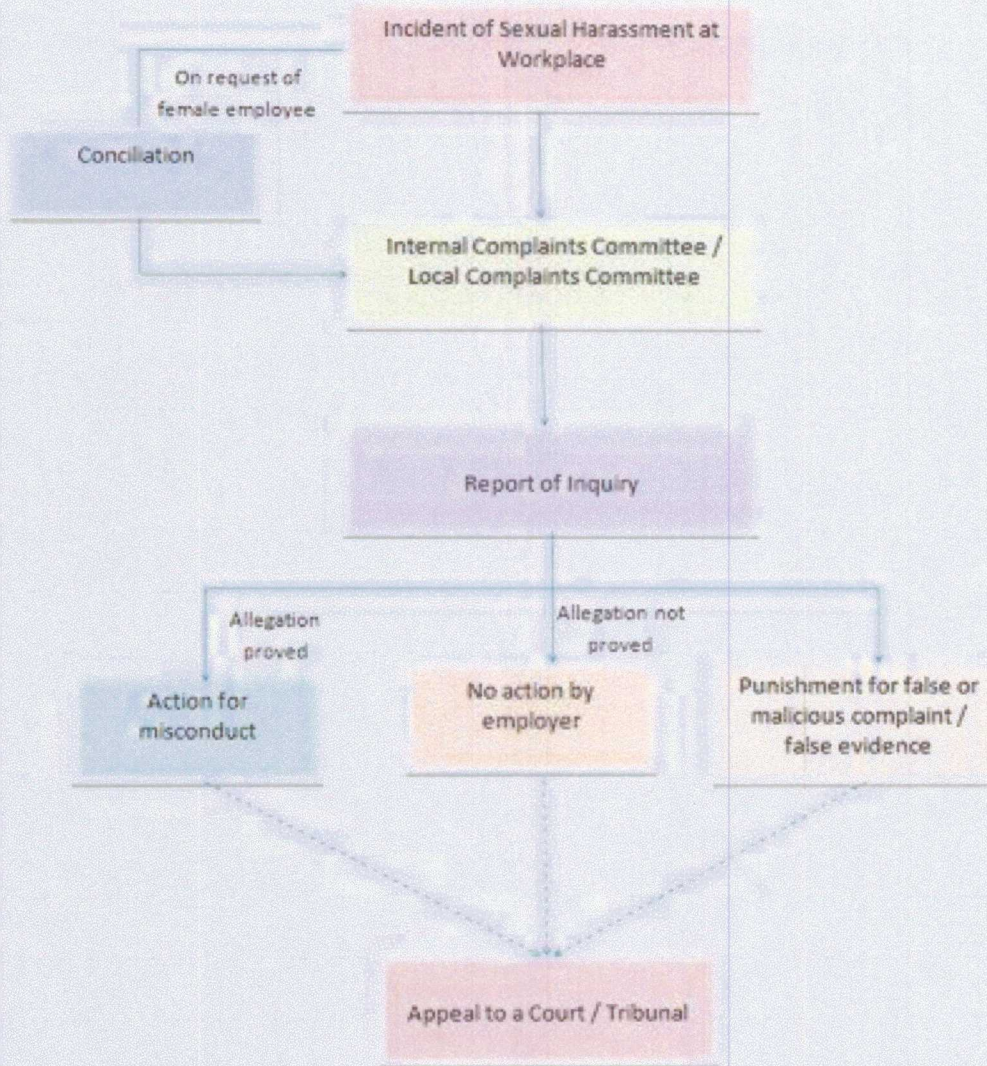 Incident of Sexual Harassment at
Workplace
On request of
female employee
Conciliation
Internal Complaints Committee /
Local Complaints Committee
Report of Inquiry
Allegation
proved
Allegation not
proved
Action for
misconduct
No action by
employer
Punishment for false or
malicious complaint /
false evidence
Appeal to a Court / Tribunal